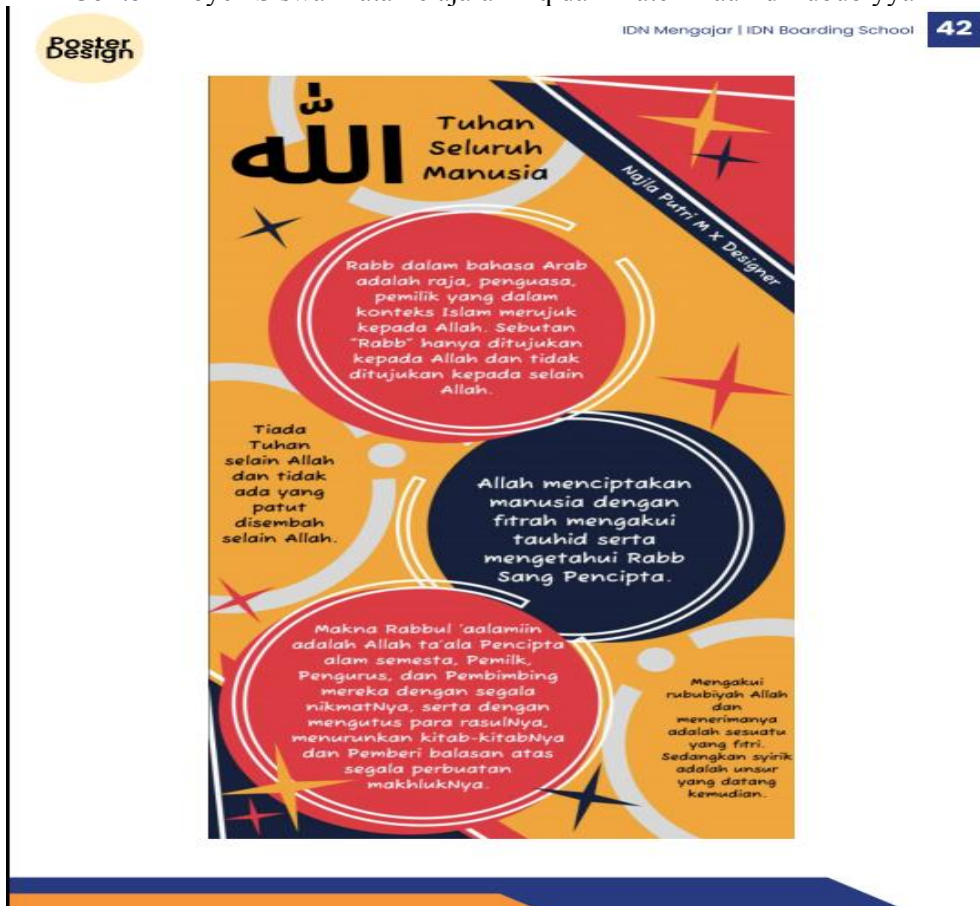 Poster
Design
IDN Mengajar | IDN Boarding School
42
الله
Tuhan
Seluruh
Manusia
Najla Putri M X Designer
Rabb dalam bahasa Arab
adalah raja, penguasa,
pemilik yang dalam
konteks Islam merujuk
kepada Allah. Sebutan
"Rabb" hanya ditujukan
kepada Allah dan tidak
ditujukan kepada selain
Allah.
Tiada
Tuhan
selain Allah
dan tidak
ada yang
patut
disembah
selain Allah.
Allah menciptakan
manusia dengan
fitrah mengakui
tauhid serta
mengetahui Rabb
Sang Pencipta.
Makna Rabbul 'aalamiin
adalah Allah ta'ala Pencipta
alam semesta, Pemilk,
Pengurus, dan Pembimbing
mereka dengan segala
nikmatNya, serta dengan
mengutus para rasulNya,
menurunkan kitab-kitabNya
dan Pemberi balasan atas
segala perbuatan
makhlukNya.
Mengakui
rububiyah Allah
dan
menerimanya
adalah sesuatu
yang fitri.
Sedangkan syirik
adalah unsur
yang datang
kemudian.